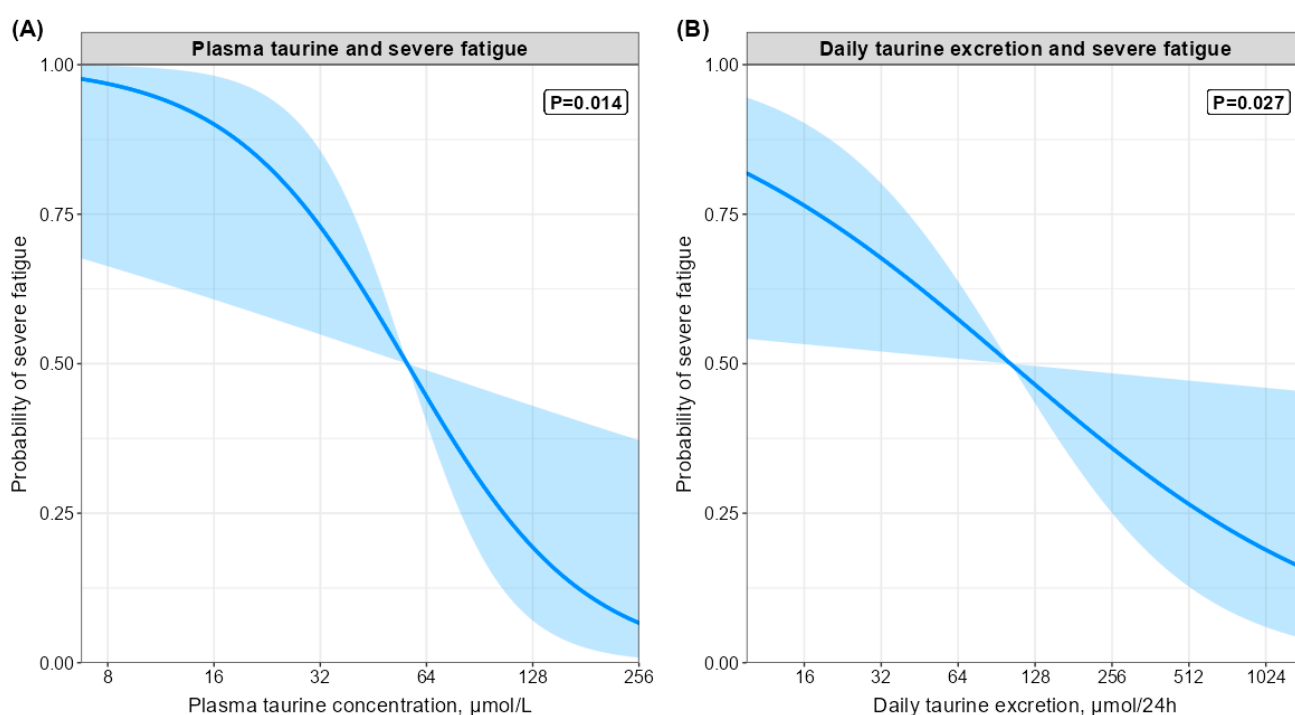 (A)
Plasma taurine and severe fatigue
P=0.014
Probability of severe fatigue
1.00
0.75
0.50
0.25
0.00
8 16 32 64 128 256
Plasma taurine concentration, μmol/L
(B)
Daily taurine excretion and severe fatigue
P=0.027
Probability of severe fatigue
1.00
0.75
0.50
0.25
0.00
16 32 64 128 256 512 1024
Daily taurine excretion, μmol/24h